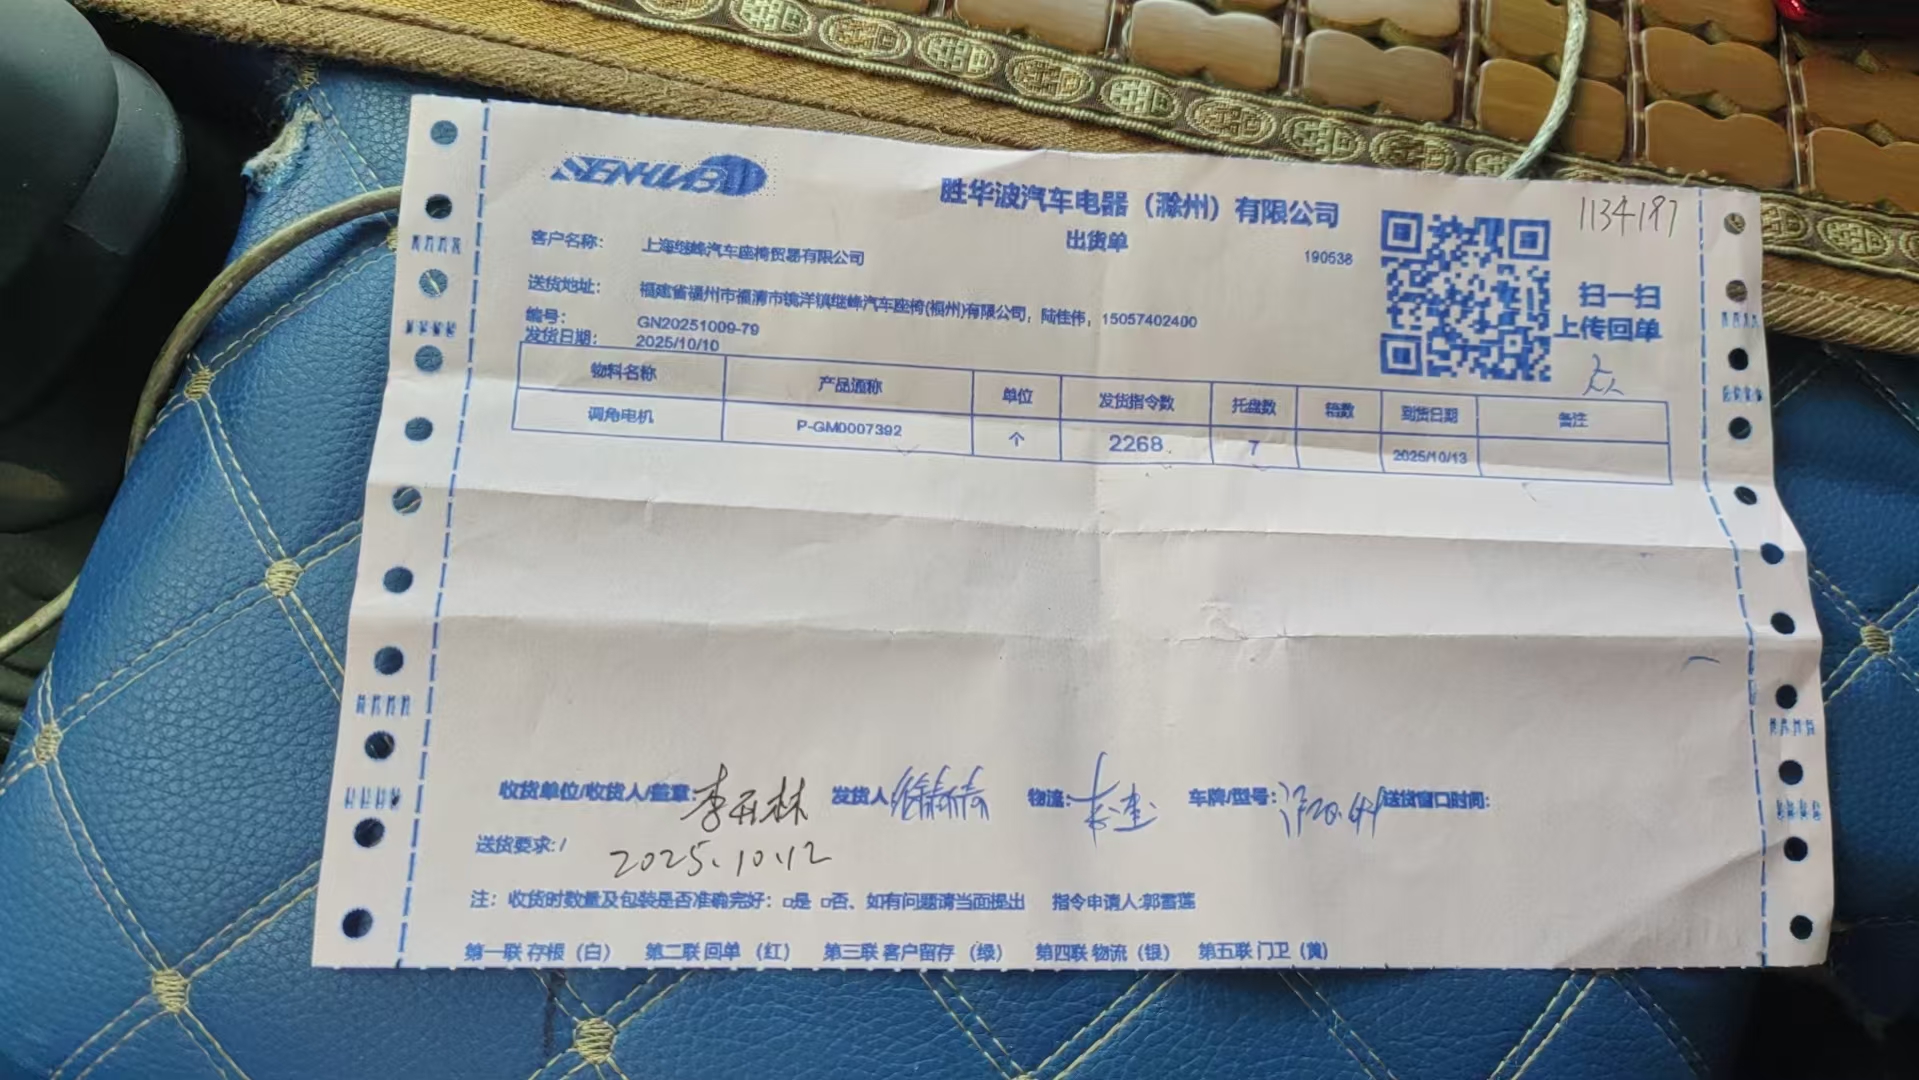 SENHWBO
胜华波汽车电器（滁州）有限公司
1134197
出货单
190538
客户名称： 上海继峰汽车座椅贸易有限公司
扫一扫
上传回单
送货地址： 福建省福州市福清市镜洋镇继峰汽车座椅(福州)有限公司，陆佳伟，15057402400
编号： GN20251009-79
发货日期： 2025/10/10
物料名称 产品通称 单位 发货指令数 托盘数 箱数 到货日期 备注
调角电机 P-GM0007392 个 2268 7 2025/10/13
收货单位/收货人/盖章： 李开林 发货人 物流： 车牌/型号： 送货窗口时间：
送货要求：/ 2025.10.12
注： 收货时数量及包装是否准确完好：□是 □否、如有问题请当面提出 指令申请人:郭雪莲
第一联 存根（白） 第二联 回单（红） 第三联 客户留存（绿） 第四联 物流（银） 第五联 门卫（黄）